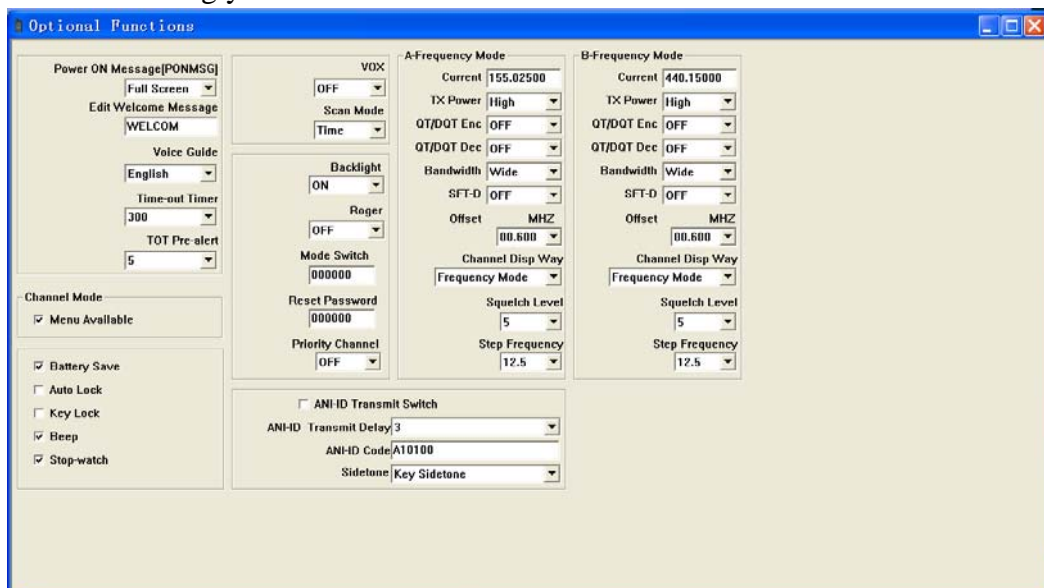 Optional Functions
Power ON Message[PONMSG]
Full Screen
Edit Welcome Message
WELCOM
Voice Guide
English
Time-out Timer
300
TOT Pre-alert
5
Channel Mode
Menu Available
Battery Save
Auto Lock
Key Lock
Beep
Stop-watch
VOX
OFF
Scan Mode
Time
Backlight
ON
Roger
OFF
Mode Switch
000000
Reset Password
000000
Priority Channel
OFF
A-Frequency Mode
Current 155.02500
TX Power High
QT/DQT Enc OFF
QT/DQT Dec OFF
Bandwidth Wide
SFT-D OFF
Offset MHZ
00.600
Channel Disp Way
Frequency Mode
Squelch Level
5
Step Frequency
12.5
B-Frequency Mode
Current 440.15000
TX Power High
QT/DQT Enc OFF
QT/DQT Dec OFF
Bandwidth Wide
SFT-D OFF
Offset MHZ
00.600
Channel Disp Way
Frequency Mode
Squelch Level
5
Step Frequency
12.5
ANI-ID Transmit Switch
ANI-ID Transmit Delay 3
ANI-ID Code A10100
Sidetone Key Sidetone